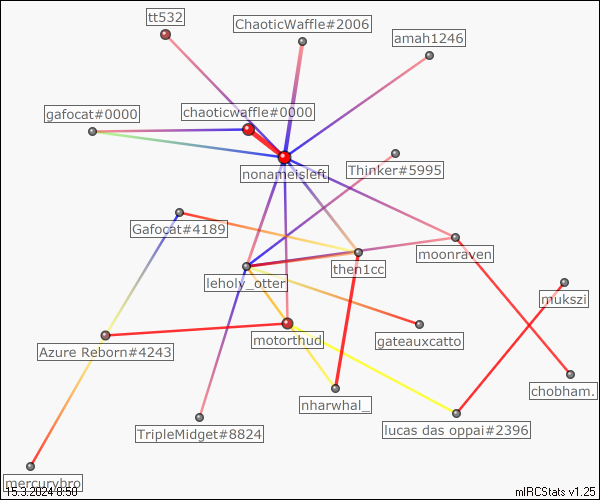 tt532
ChaoticWaffle#2006
amah1246
gafocat#0000
chaoticwaffle#0000
nonameisleft
Thinker#5995
Gafocat#4189
moonraven
then1cc
leholy_otter
mukszi
motorthud
gateauxcatto
Azure Reborn#4243
chobham.
nharwhal_
lucas das oppai#2396
TripleMidget#8824
mercurybro
15.3.2024 8:50
mIRCStats v1.25